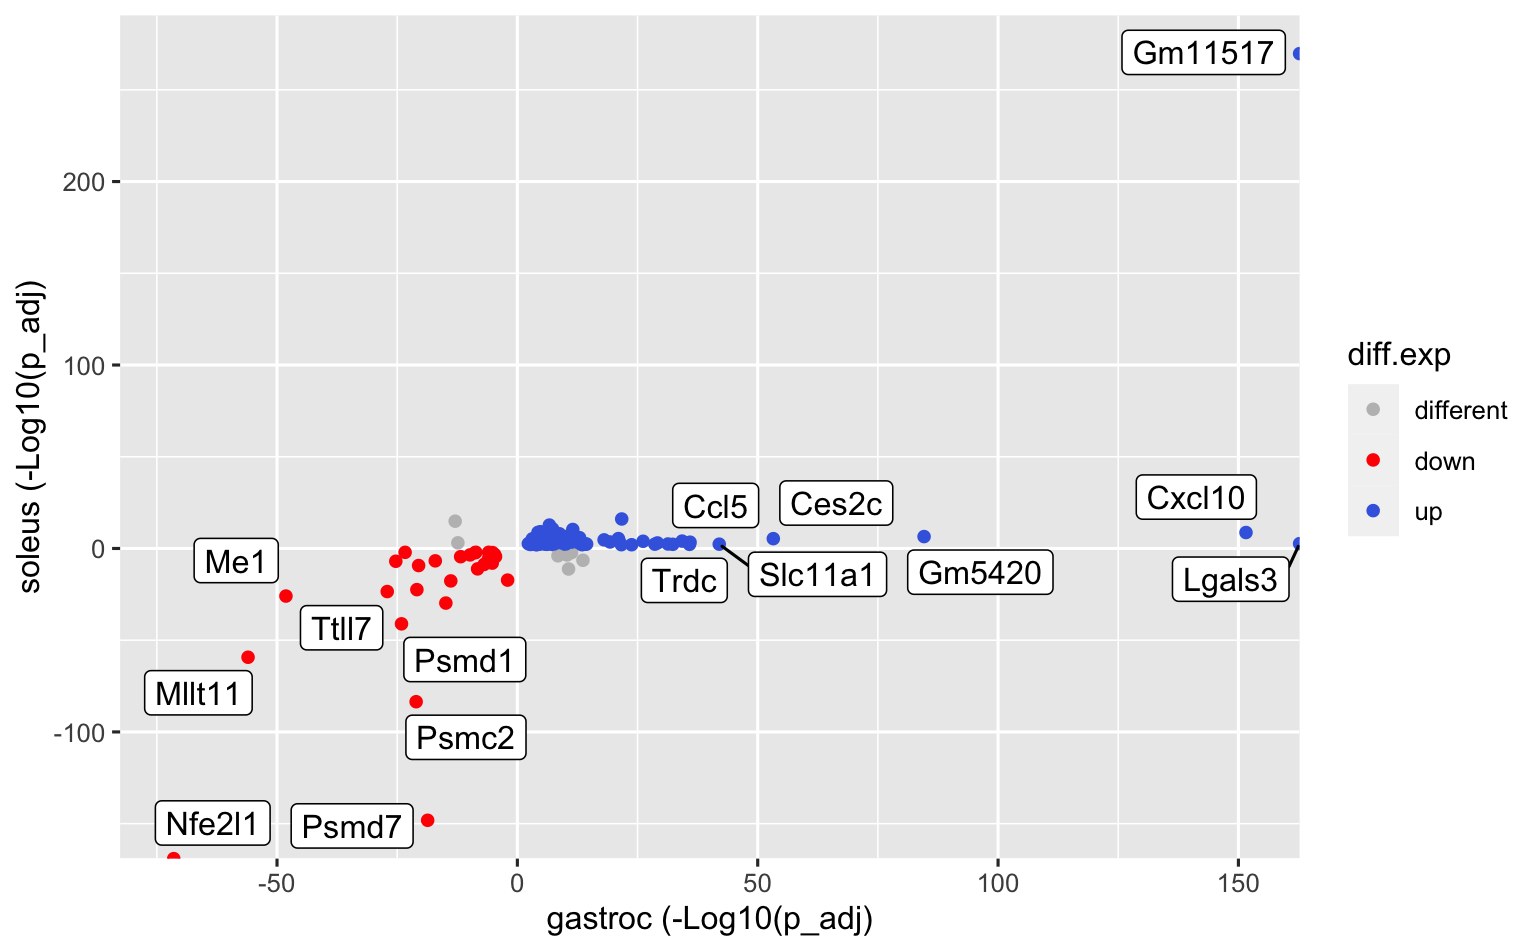 Gm11517
200
100
0
-100
soleus (-Log10(p_adj)
Cxcl10
Ccl5
Ces2c
Me1
Trdc
Slc11a1
Gm5420
Lgals3
Ttll7
Psmd1
Mllt11
Psmc2
Nfe2l1
Psmd7
-50
0
50
100
150
gastroc (-Log10(p_adj)
diff.exp
different
down
up